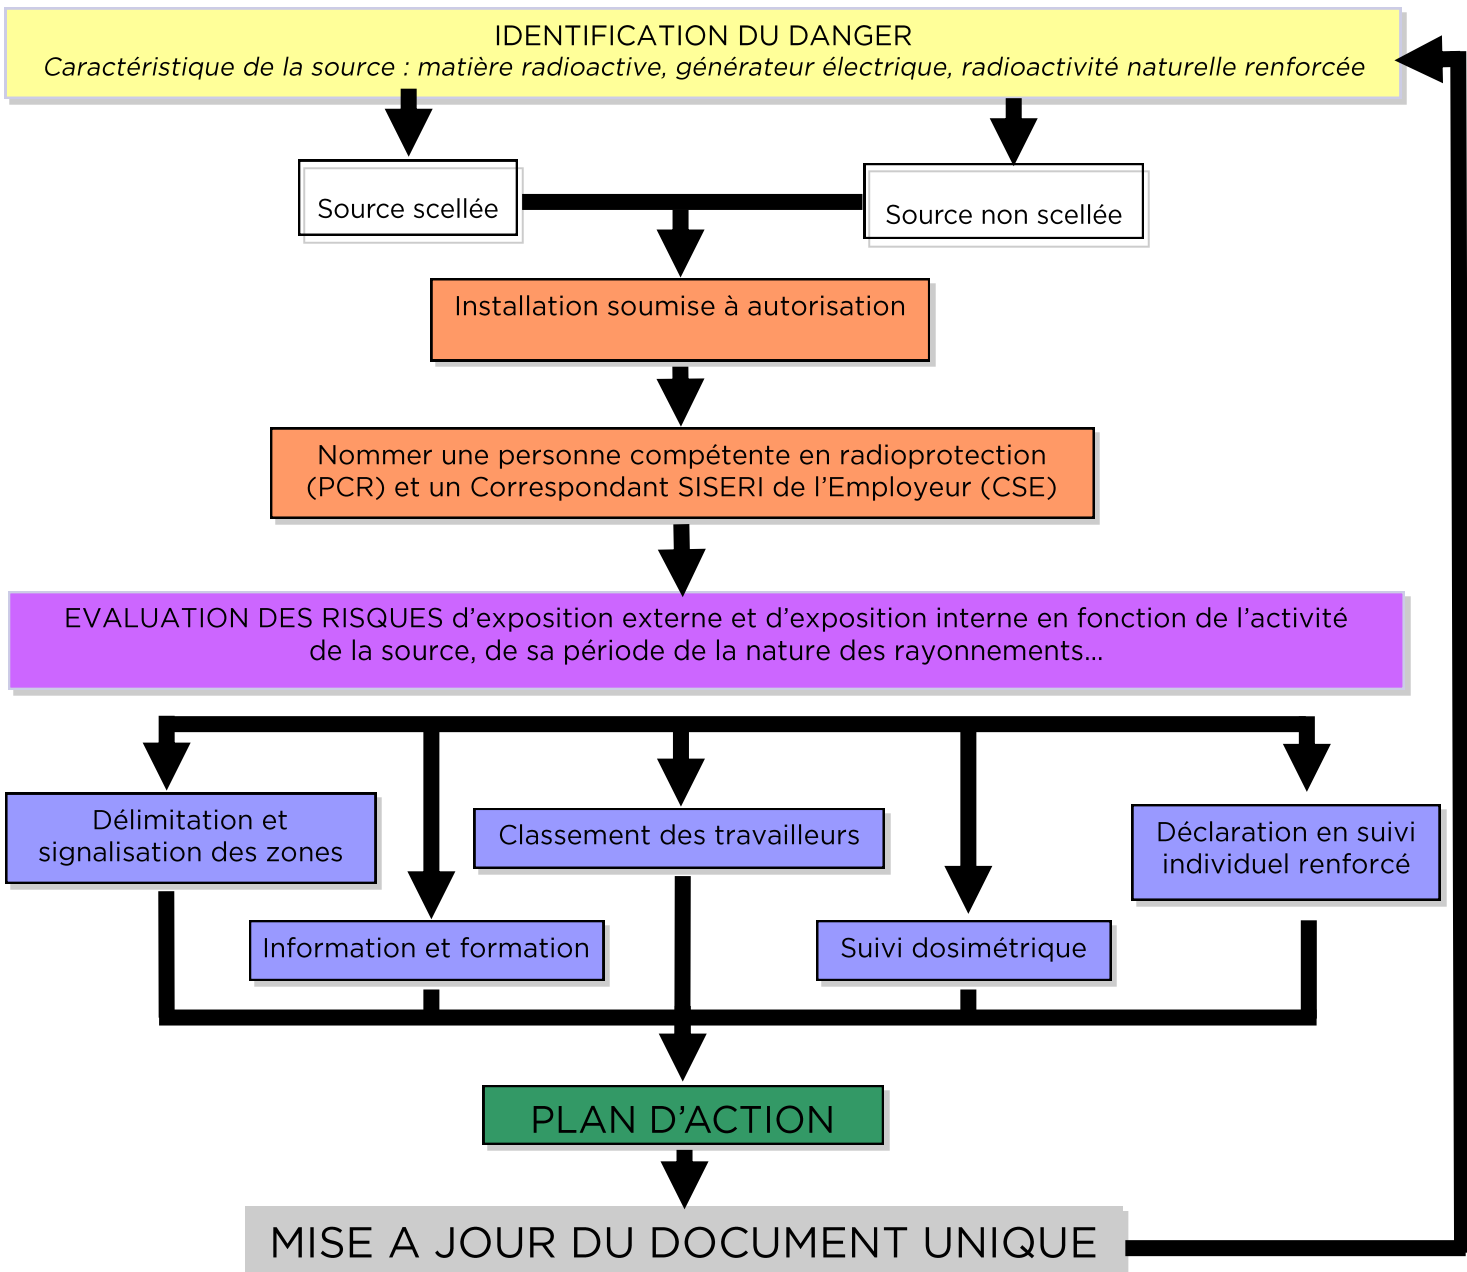 IDENTIFICATION DU DANGER
Caractéristique de la source : matière radioactive, générateur électrique, radioactivité naturelle renforcée
Source scellée
Source non scellée
Installation soumise à autorisation
Nommer une personne compétente en radioprotection
(PCR) et un Correspondant SISERI de l’Employeur (CSE)
EVALUATION DES RISQUES d’exposition externe et d’exposition interne en fonction de l’activité
de la source, de sa période de la nature des rayonnements...
Délimitation et
signalisation des zones
Classement des travailleurs
Déclaration en suivi
individuel renforcé
Information et formation
Suivi dosimétrique
PLAN D’ACTION
MISE A JOUR DU DOCUMENT UNIQUE